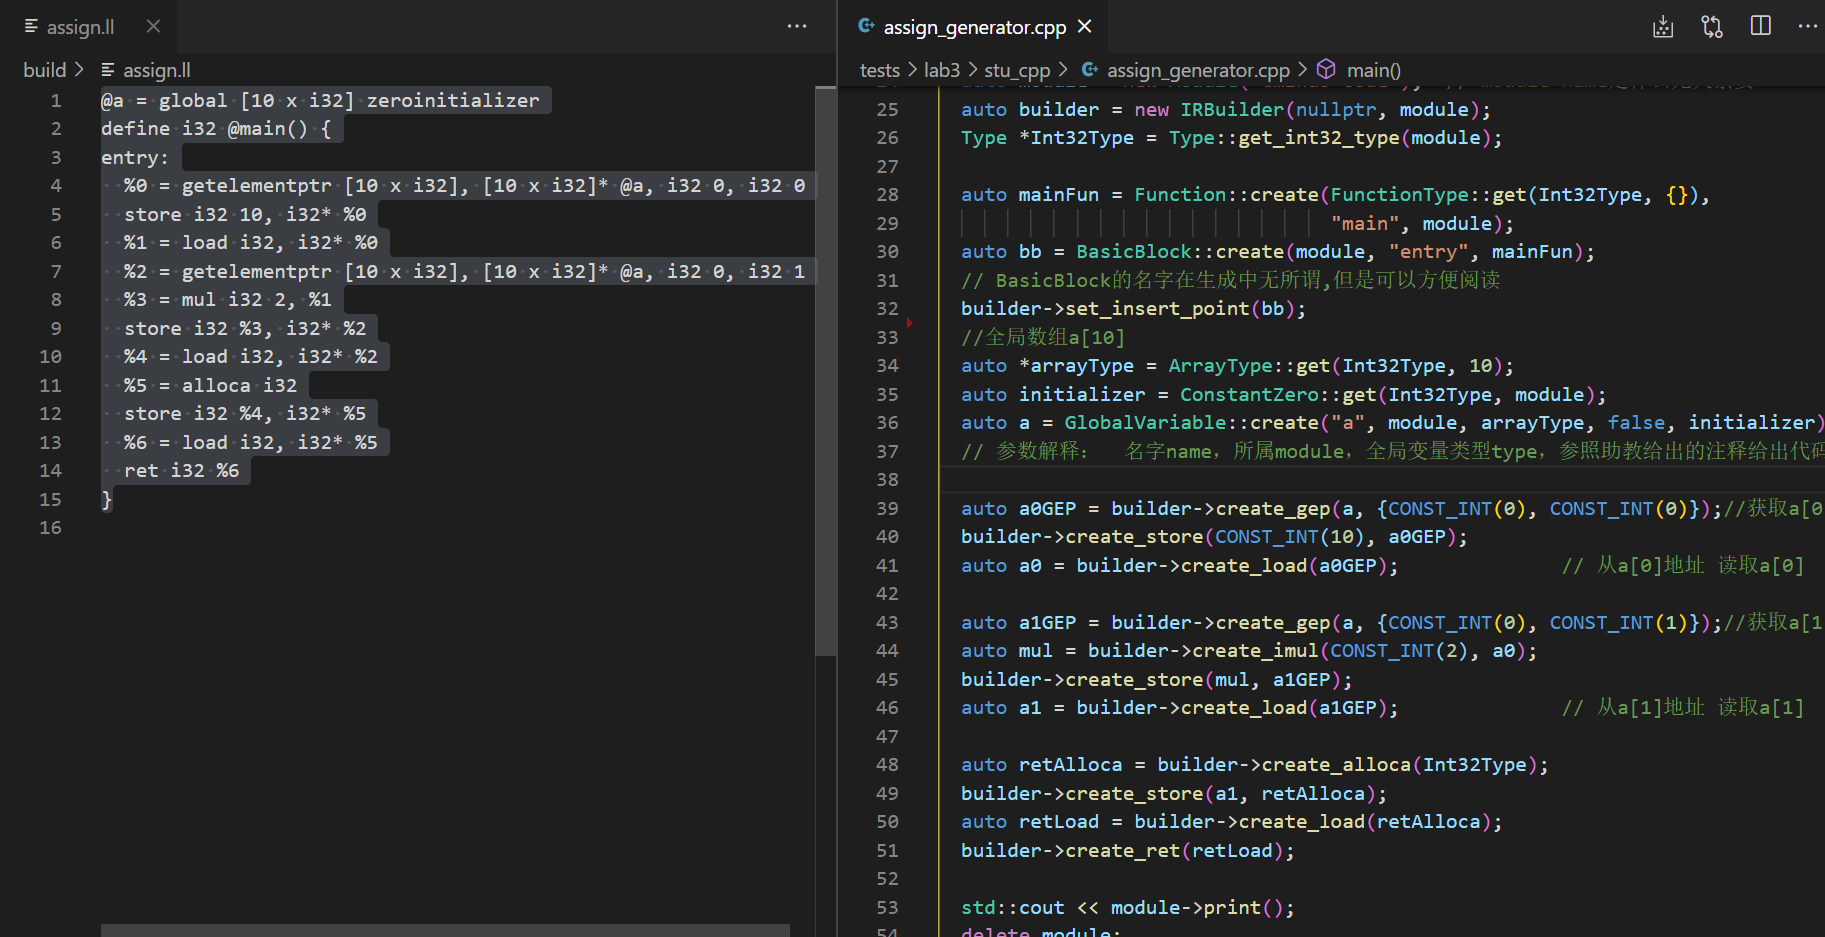 assign.ll
build > assign.ll
1 @a = global [10 x i32] zeroinitializer
2 define i32 @main() {
3 entry:
4 %0 = getelementptr [10 x i32], [10 x i32]* @a, i32 0, i32 0
5 store i32 10, i32* %0
6 %1 = load i32, i32* %0
7 %2 = getelementptr [10 x i32], [10 x i32]* @a, i32 0, i32 1
8 %3 = mul i32 2, %1
9 store i32 %3, i32* %2
10 %4 = load i32, i32* %2
11 %5 = alloca i32
12 store i32 %4, i32* %5
13 %6 = load i32, i32* %5
14 ret i32 %6
15 }
16
assign_generator.cpp
tests > lab3 > stu_cpp > assign_generator.cpp > main()
25 auto builder = new IRBuilder(nullptr, module);
26 Type *Int32Type = Type::get_int32_type(module);
27
28 auto mainFun = Function::create(FunctionType::get(Int32Type, {}),
29 "main", module);
30 auto bb = BasicBlock::create(module, "entry", mainFun);
31 // BasicBlock的名字在生成中无所谓,但是可以方便阅读
32 builder->set_insert_point(bb);
33 //全局数组a[10]
34 auto *arrayType = ArrayType::get(Int32Type, 10);
35 auto initializer = ConstantZero::get(Int32Type, module);
36 auto a = GlobalVariable::create("a", module, arrayType, false, initializer)
37 // 参数解释： 名字name，所属module，全局变量类型type，参照助教给出的注释给出代码
38
39 auto a0GEP = builder->create_gep(a, {CONST_INT(0), CONST_INT(0)});//获取a[0
40 builder->create_store(CONST_INT(10), a0GEP);
41 auto a0 = builder->create_load(a0GEP); // 从a[0]地址 读取a[0]
42
43 auto a1GEP = builder->create_gep(a, {CONST_INT(0), CONST_INT(1)});//获取a[1
44 auto mul = builder->create_imul(CONST_INT(2), a0);
45 builder->create_store(mul, a1GEP);
46 auto a1 = builder->create_load(a1GEP); // 从a[1]地址 读取a[1]
47
48 auto retAlloca = builder->create_alloca(Int32Type);
49 builder->create_store(a1, retAlloca);
50 auto retLoad = builder->create_load(retAlloca);
51 builder->create_ret(retLoad);
52
53 std::cout << module->print();
54 delete module;